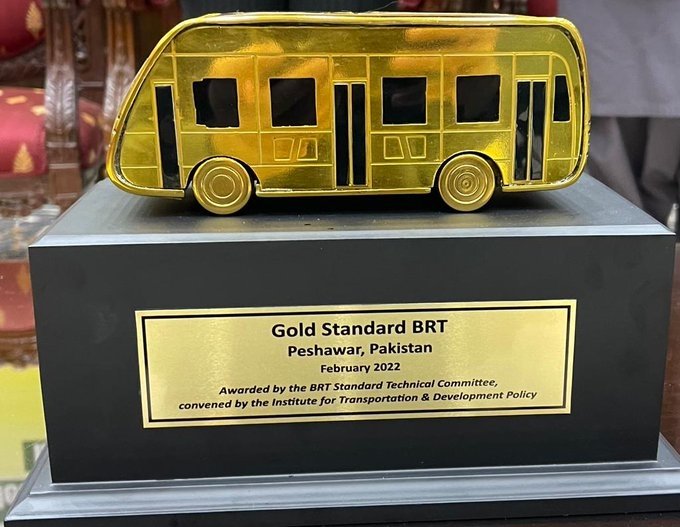 Gold Standard BRT
Peshawar, Pakistan
February 2022
Awarded by the BRT Standard Technical Committee,
convened by the Institute for Transportation & Development Policy